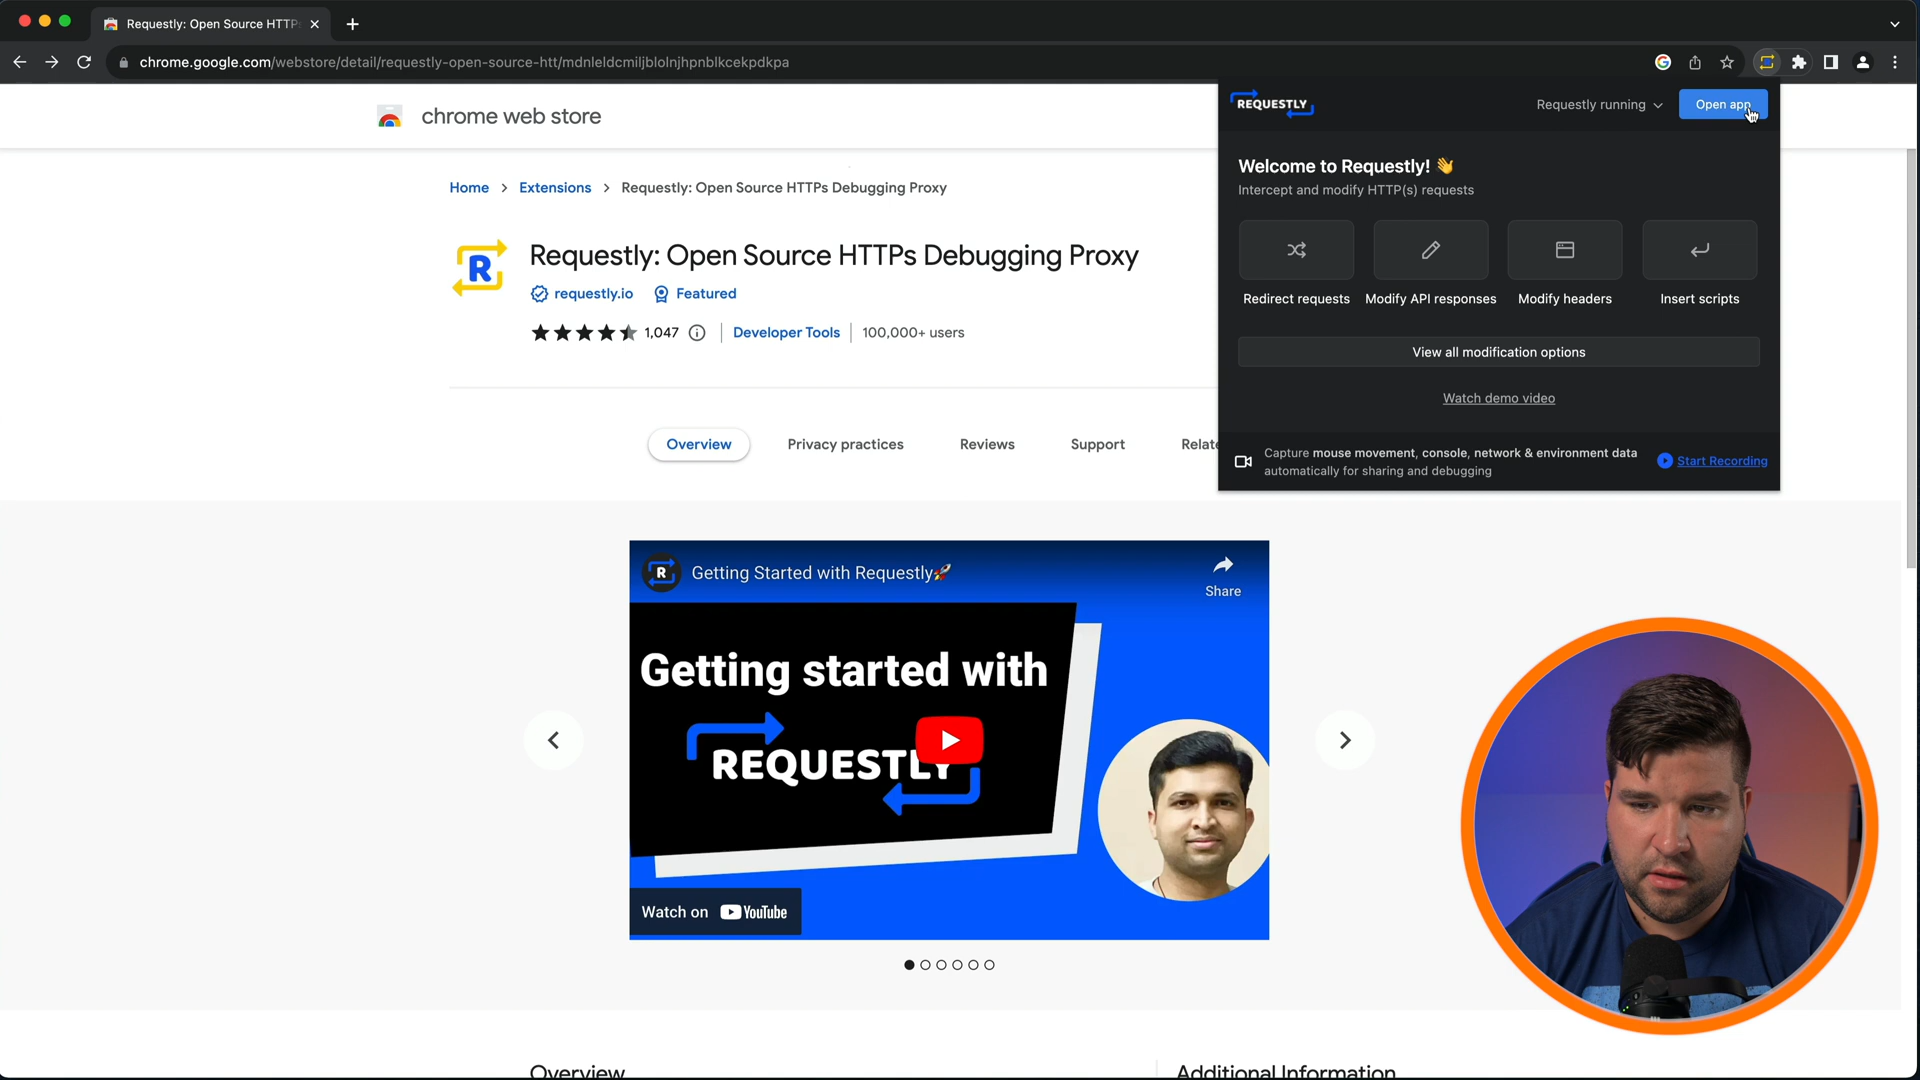 Requestly: Open Source HTTP
chrome.google.com/webstore/detail/requestly-open-source-htt/mdnleldcmiljblolnjhpnblkcekpdkpa
chrome web store
REQUESTLY
Requestly running
Open app
Welcome to Requestly! 👋
Intercept and modify HTTP(s) requests
Redirect requests
Modify API responses
Modify headers
Insert scripts
View all modification options
Watch demo video
Capture mouse movement, console, network & environment data
automatically for sharing and debugging
Start Recording
Home > Extensions > Requestly: Open Source HTTPs Debugging Proxy
R
Requestly: Open Source HTTPs Debugging Proxy
requestly.io
Featured
1,047
Developer Tools
100,000+ users
Overview
Privacy practices
Reviews
Support
Relate
R
Getting Started with Requestly🚀
Share
Getting started with
REQUESTLY
Watch on YouTube
Overview
Additional Information